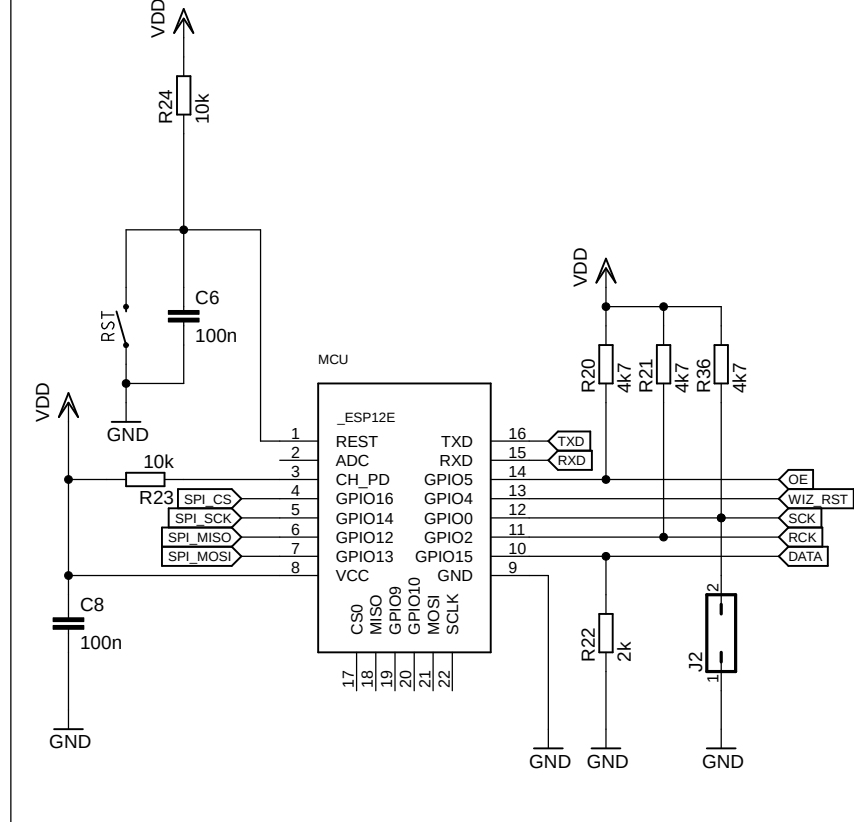 VDD
R24
10k
RST
C6
100n
GND
VDD
10k
R23
SPI_CS
SPI_SCK
SPI_MISO
SPI_MOSI
C8
100n
GND
MCU
_ESP12E
1 REST TXD 16 TXD
2 ADC RXD 15 RXD
3 CH_PD GPIO5 14 OE
4 GPIO16 GPIO4 13 WIZ_RST
5 GPIO14 GPIO0 12 SCK
6 GPIO12 GPIO2 11 RCK
7 GPIO13 GPIO15 10 DATA
8 VCC GND 9
CS0
MISO
GPIO9
GPIO10
MOSI
SCLK
17
18
19
20
21
22
VDD
R20
4k7
R21
4k7
R36
4k7
R22
2k
J2
2
1
GND
GND
GND